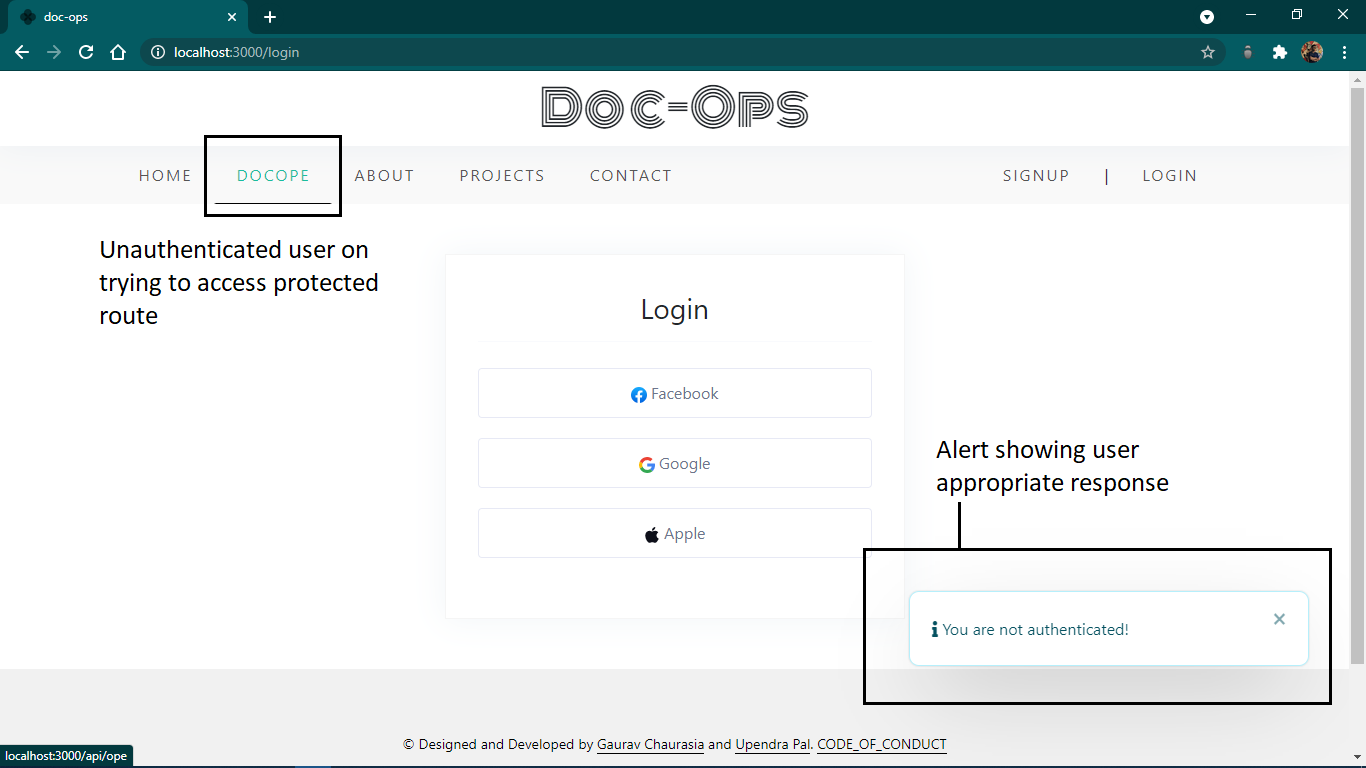 doc-ops
localhost:3000/login
Doc-Ops
HOME DOCOPE ABOUT PROJECTS CONTACT SIGNUP | LOGIN
Unauthenticated user on
trying to access protected
route
Login
Facebook
Google
Apple
Alert showing user
appropriate response
You are not authenticated!
© Designed and Developed by Gaurav Chaurasia and Upendra Pal. CODE_OF_CONDUCT
localhost:3000/api/ope